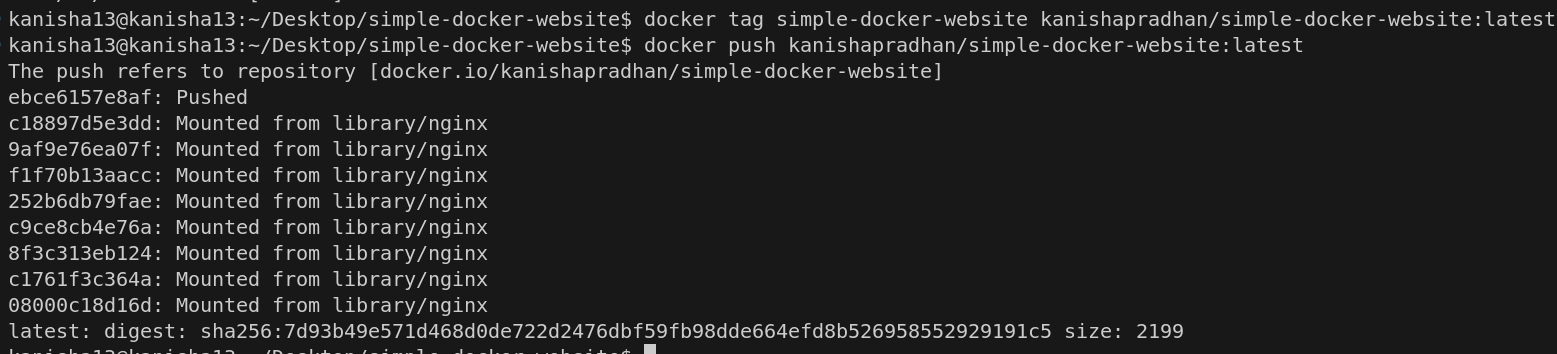 kanisha13@kanisha13:~/Desktop/simple-docker-website$ docker tag simple-docker-website kanishapradhan/simple-docker-website:latest
kanisha13@kanisha13:~/Desktop/simple-docker-website$ docker push kanishapradhan/simple-docker-website:latest
The push refers to repository [docker.io/kanishapradhan/simple-docker-website]
ebce6157e8af: Pushed
c18897d5e3dd: Mounted from library/nginx
9af9e76ea07f: Mounted from library/nginx
f1f70b13aacc: Mounted from library/nginx
252b6db79fae: Mounted from library/nginx
c9ce8cb4e76a: Mounted from library/nginx
8f3c313eb124: Mounted from library/nginx
c1761f3c364a: Mounted from library/nginx
08000c18d16d: Mounted from library/nginx
latest: digest: sha256:7d93b49e571d468d0de722d2476dbf59fb98dde664efd8b526958552929191c5 size: 2199
kanisha13@kanisha13:~/Desktop/simple-docker-website$